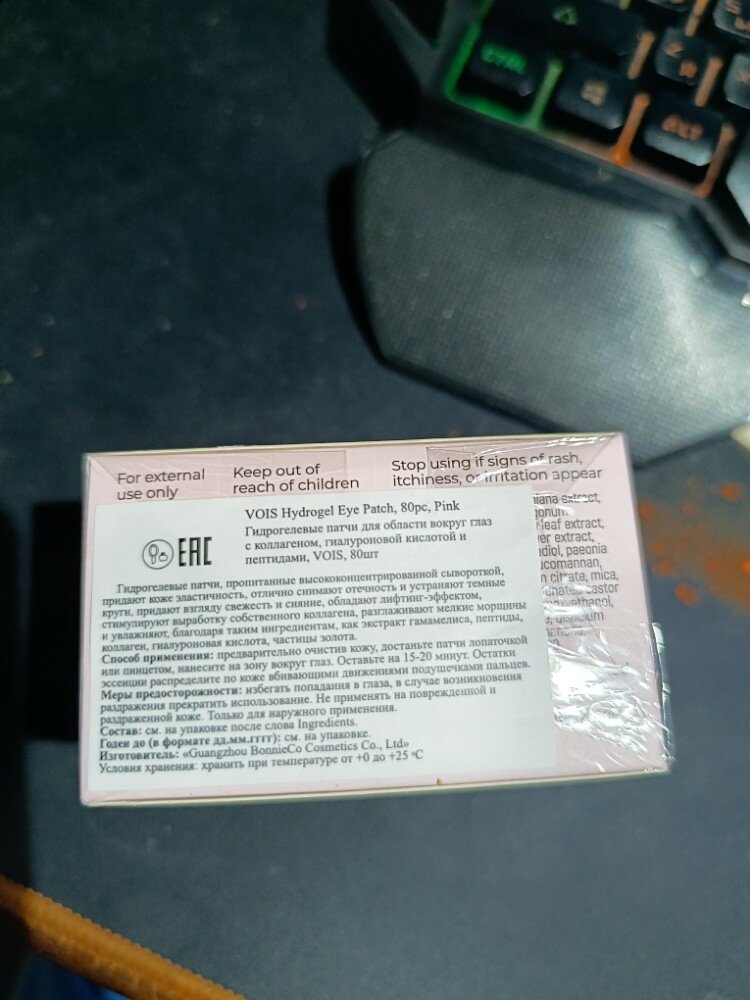 CTRL
Alt
For external
use only
Keep out of
reach of children
Stop using if signs of rash,
itchiness, or irritation appear
VOIS Hydrogel Eye Patch, 80pc, Pink
Гидрогелевые патчи для области вокруг глаз
с коллагеном, гиалуроновой кислотой и
пептидами, VOIS, 80шт
EAC
Гидрогелевые патчи, пропитанные высококонцентрированной сывороткой,
придают коже эластичность, отлично снимают отечность и устраняют темные
круги, придают взгляду свежесть и сияние, обладают лифтинг-эффектом,
стимулируют выработку собственного коллагена, разглаживают мелкие морщины
и увлажняют, благодаря таким ингредиентам, как экстракт гамамелиса, пептиды,
коллаген, гиалуроновая кислота, частицы золота.
Способ применения: предварительно очистив кожу, достаньте патчи лопаточкой
или пинцетом, нанесите на зону вокруг глаз. Оставьте на 15-20 минут. Остатки
эссенции распределите по коже вбивающими движениями подушечками пальцев.
Меры предосторожности: избегать попадания в глаза, в случае возникновения
раздражения прекратить использование. Не применять на поврежденной и
раздраженной коже. Только для наружного применения.
Состав: см. на упаковке после слова Ingredients.
Годен до (в формате дд.мм.гггг): см. на упаковке.
Изготовитель: «Guangzhou BonnieCo Cosmetics Co., Ltd»
Условия хранения: хранить при температуре от +0 до +25 °C
extract,
leaf extract,
extract,
paeonia
citrate, mica,
castor